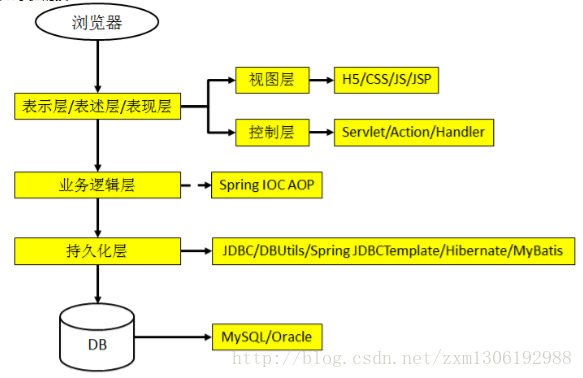 浏览器
视图层
H5/CSS/JS/JSP
表示层/表述层/表现层
控制层
Servlet/Action/Handler
业务逻辑层
Spring IOC AOP
持久化层
JDBC/DBUtils/Spring JDBCTemplate/Hibernate/MyBatis
DB
MySQL/Oracle
http://blog.csdn.net/zxm1306192988